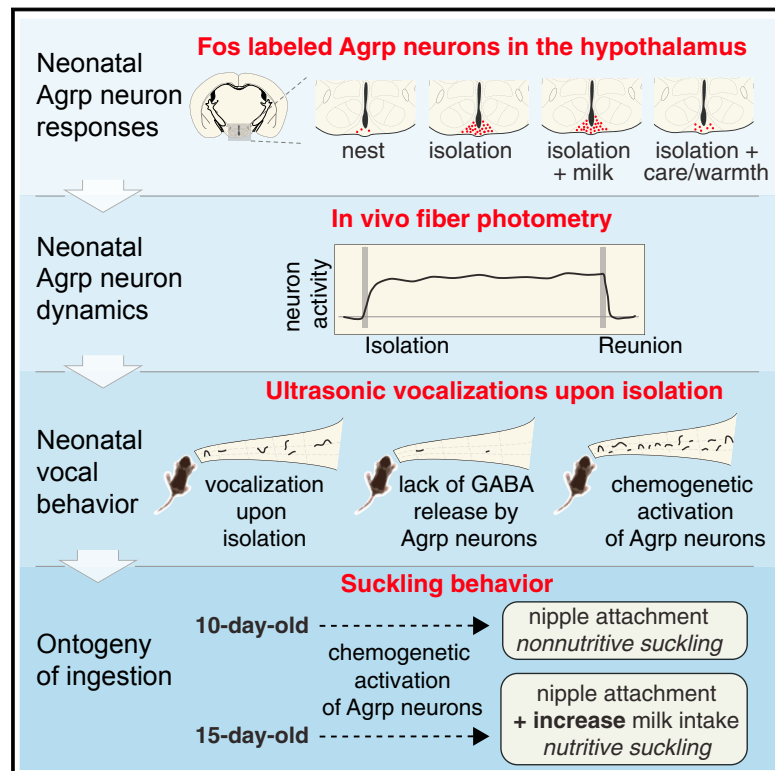 Fos labeled Agrp neurons in the hypothalamus
Neonatal
Agrp neuron
responses
nest
isolation
isolation
+ milk
isolation +
care/warmth
In vivo fiber photometry
Neonatal
Agrp neuron
dynamics
neuron
activity
Isolation
Reunion
Ultrasonic vocalizations upon isolation
Neonatal
vocal
behavior
vocalization
upon
isolation
lack of GABA
release by
Agrp neurons
chemogenetic
activation
of Agrp neurons
Suckling behavior
Ontogeny
of ingestion
10-day-old
chemogenetic
activation
of Agrp neurons
15-day-old
nipple attachment
nonnutritive suckling
nipple attachment
+ increase milk intake
nutritive suckling